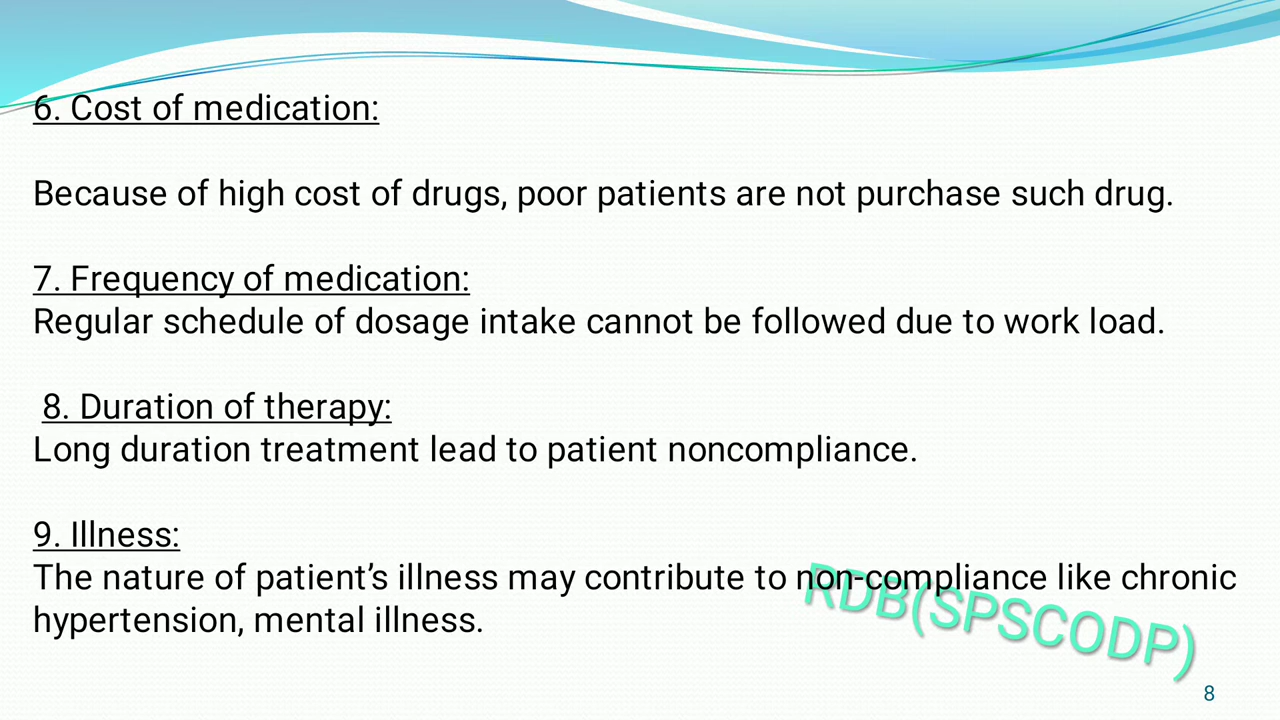 6. Cost of medication:
Because of high cost of drugs, poor patients are not purchase such drug.
7. Frequency of medication:
Regular schedule of dosage intake cannot be followed due to work load.
8. Duration of therapy:
Long duration treatment lead to patient noncompliance.
9. Illness:
The nature of patient’s illness may contribute to non-compliance like chronic
hypertension, mental illness.
RDB(SPSCODP)
8